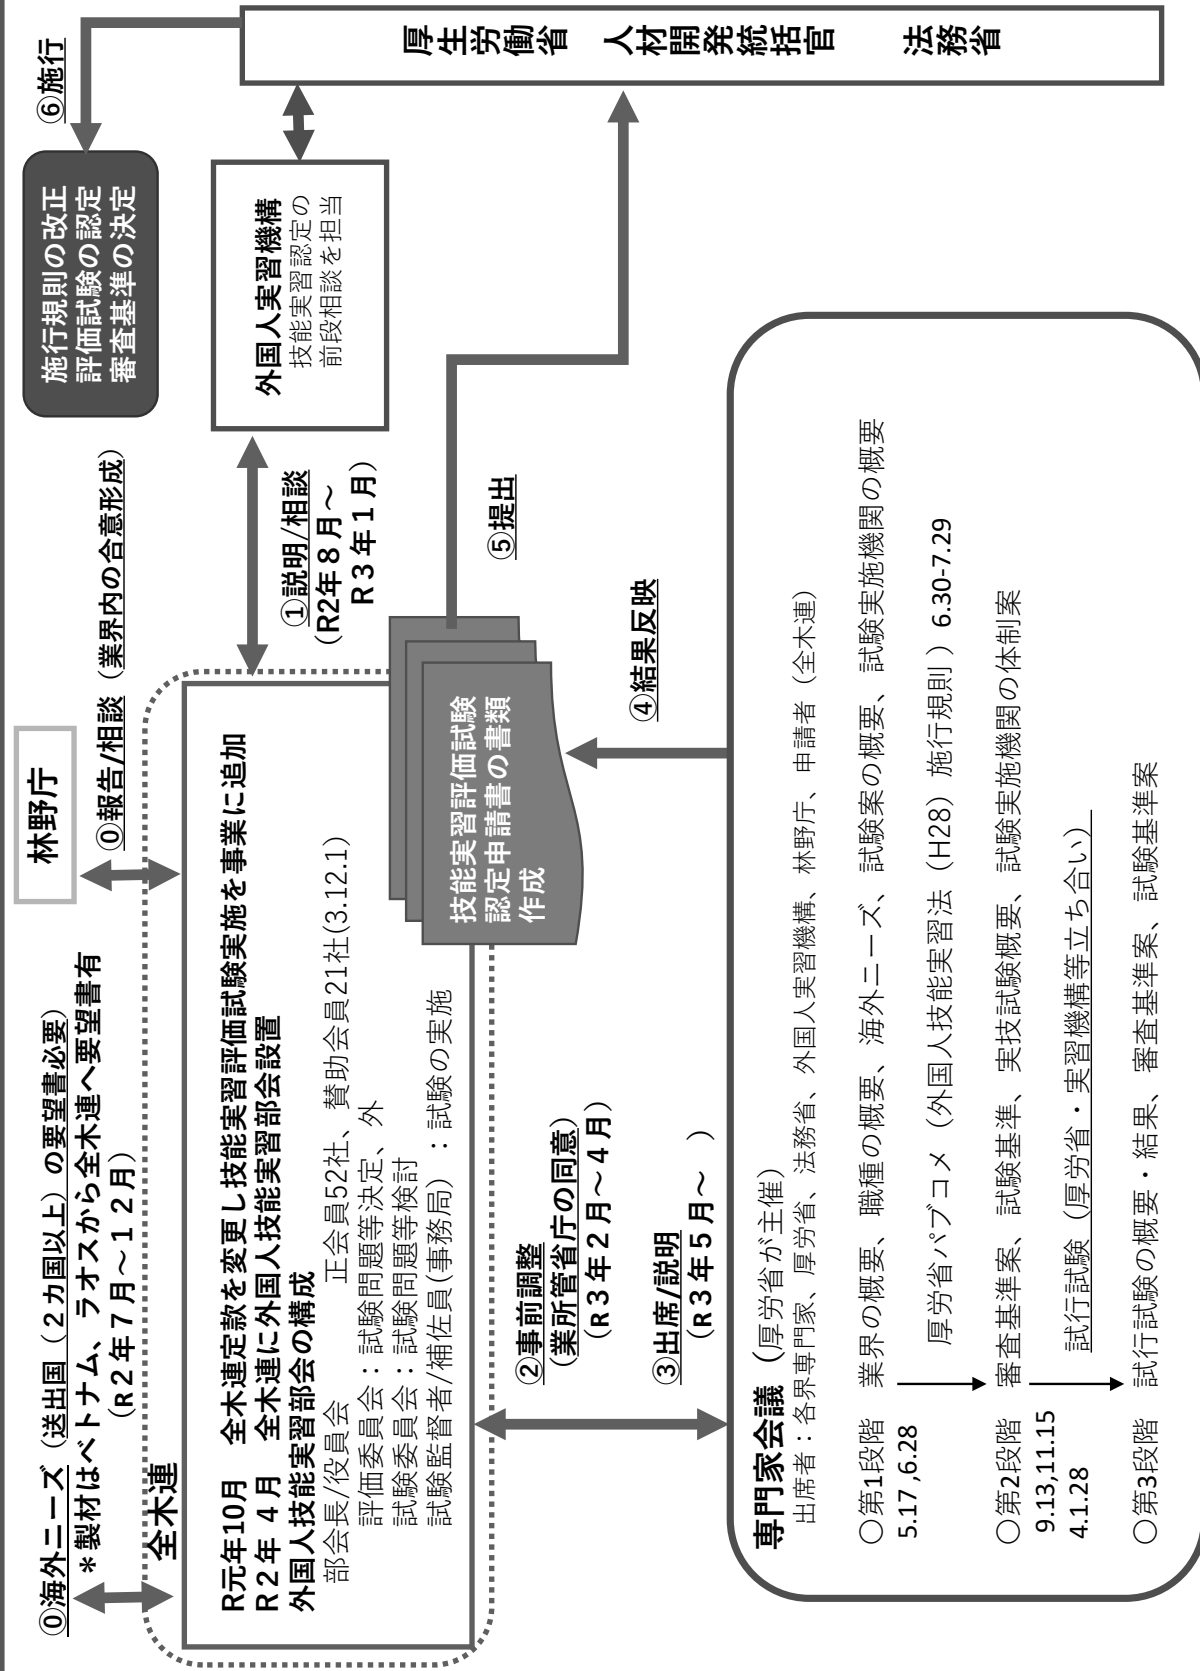 ⓪海外ニーズ（送出国（２カ国以上）の要望書必要）
＊製材はベトナム、ラオスから全木連へ要望書有
（R２年７月～１２月）
林野庁
⓪報告/相談（業界内の合意形成）
全木連
R元年10月　全木連定款を変更し技能実習評価試験実施を事業に追加
R２年 ４月　全木連に外国人技能実習部会設置
外国人技能実習部会の構成
部会長/役員会　正会員52社、賛助会員21社(3.12.1)
評価委員会：試験問題等決定、外
試験委員会：試験問題等検討
試験監督者/補佐員(事務局）：試験の実施
技能実習評価試験
認定申請書の書類
作成
①説明/相談
（R2年８月～
R３年１月）
外国人実習機構
技能実習認定の
前段相談を担当
施行規則の改正
評価試験の認定
審査基準の決定
⑥施行
厚生労働省　人材開発統括官　法務省
⑤提出
④結果反映
②事前調整
（業所管省庁の同意）
（R３年２月～４月）
③出席/説明
（R３年５月～　）
専門家会議（厚労省が主催）
出席者：各界専門家、厚労省、法務省、外国人実習機構、林野庁、申請者（全木連）
〇第1段階　業界の概要、職種の概要、海外ニーズ、試験案の概要、試験実施機関の概要
5.17,6.28
厚労省パブコメ（外国人技能実習法（H28）施行規則 ）6.30-7.29
〇第2段階　審査基準案、試験基準、実技試験概要、試験実施機関の体制案
9.13,11.15
4.1.28
試行試験（厚労省・実習機構等立ち合い）
〇第3段階　試行試験の概要・結果、審査基準案、試験基準案